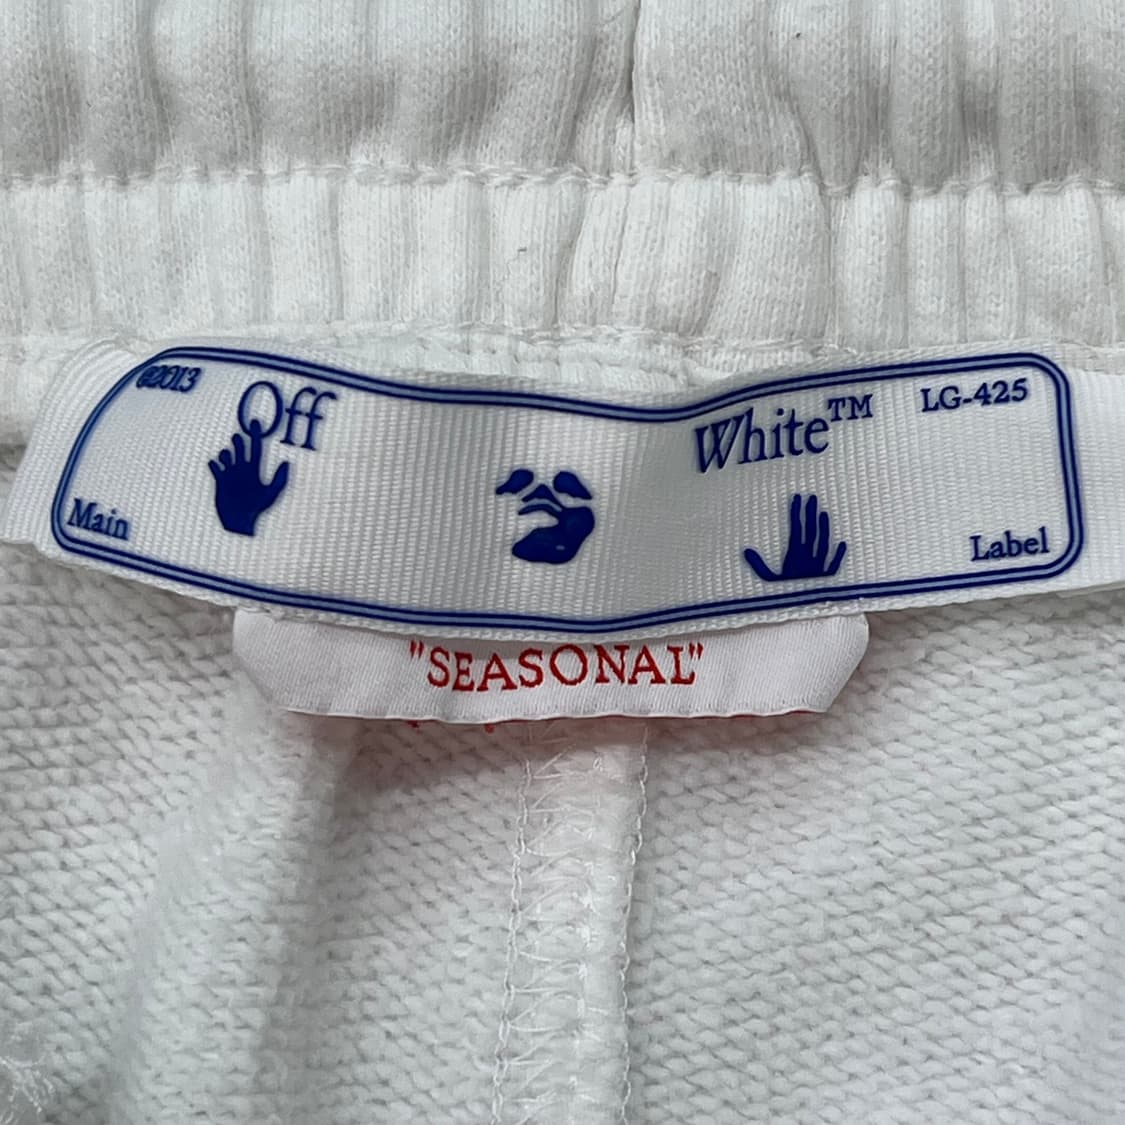 ©2013
Off
White™
LG-425
Main
Label
"SEASONAL"